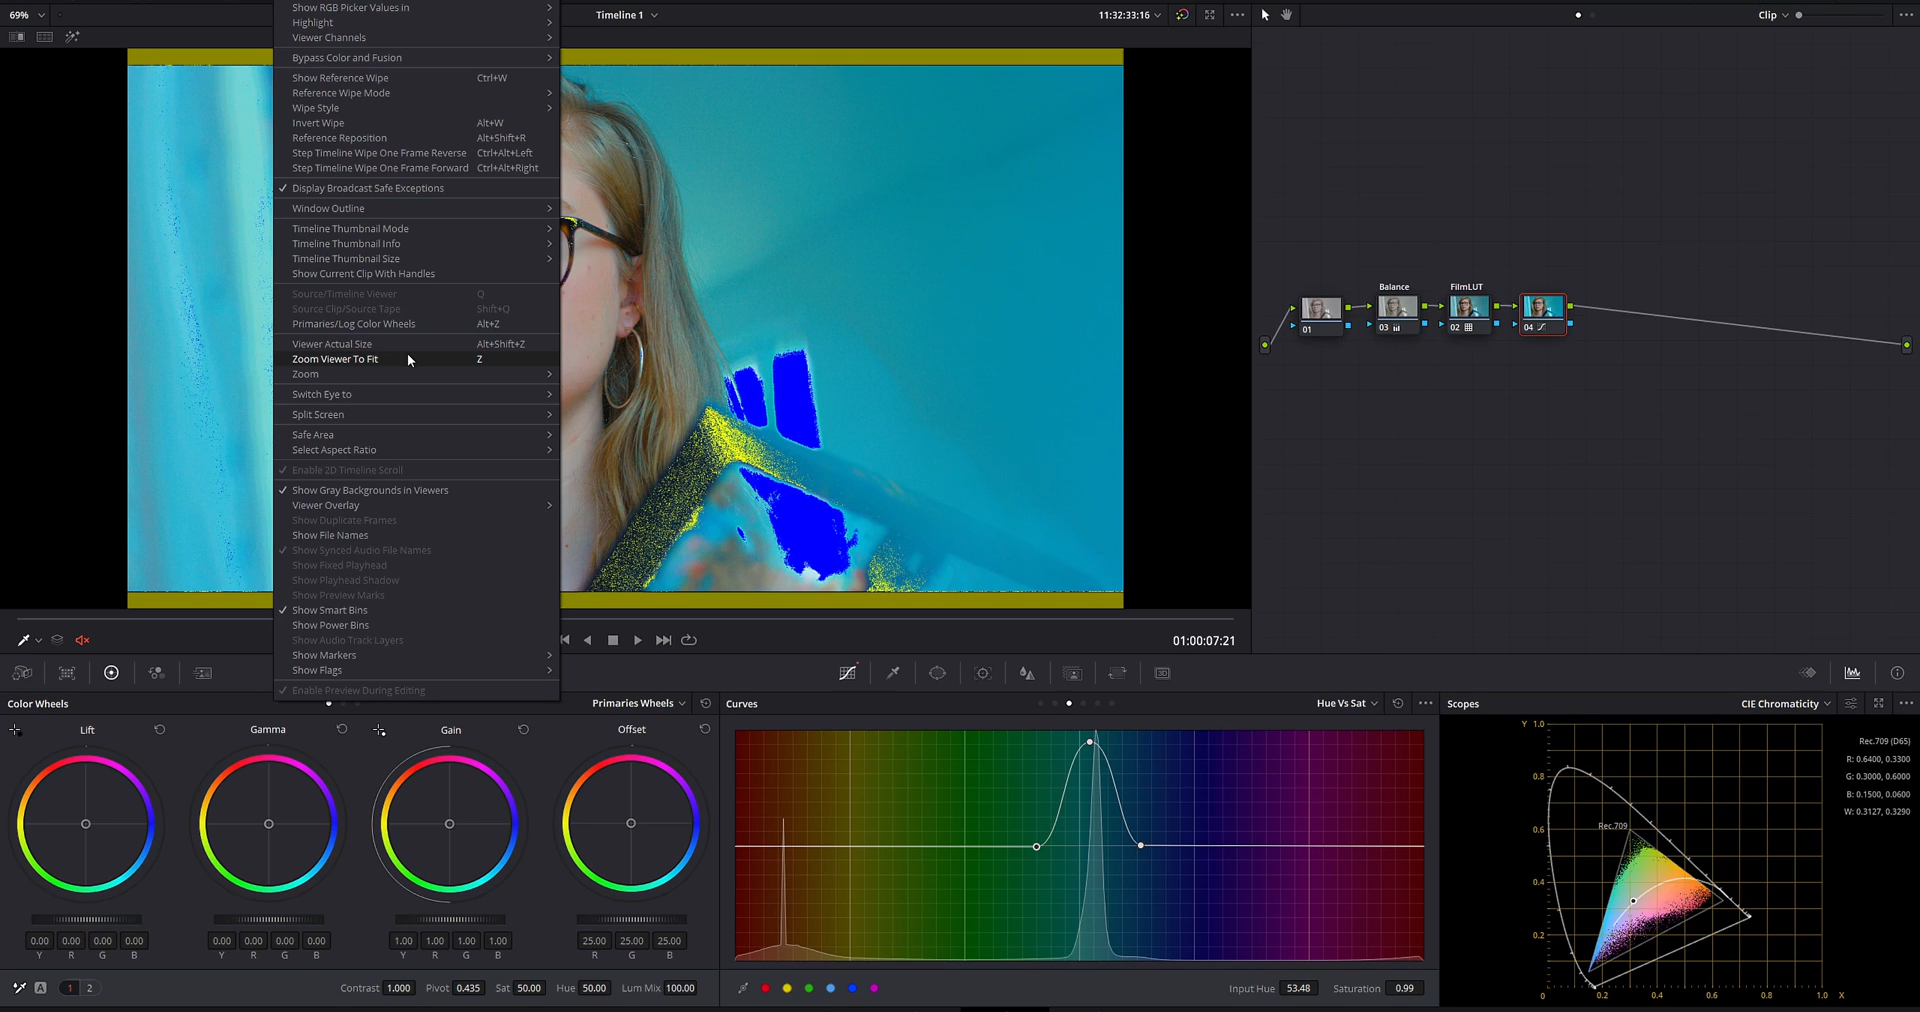 69%
Timeline 1
11:32:33:16
Clip
Show RGB Picker Values in
Highlight
Viewer Channels
Bypass Color and Fusion
Show Reference Wipe Ctrl+W
Reference Wipe Mode
Wipe Style
Invert Wipe Alt+W
Reference Reposition Alt+Shift+R
Step Timeline Wipe One Frame Reverse Ctrl+Alt+Left
Step Timeline Wipe One Frame Forward Ctrl+Alt+Right
Display Broadcast Safe Exceptions
Window Outline
Timeline Thumbnail Mode
Timeline Thumbnail Info
Timeline Thumbnail Size
Show Current Clip With Handles
Source/Timeline Viewer Q
Source Clip/Source Tape Shift+Q
Primaries/Log Color Wheels Alt+Z
Viewer Actual Size Alt+Shift+Z
Zoom Viewer To Fit Z
Zoom
Switch Eye to
Split Screen
Safe Area
Select Aspect Ratio
Enable 2D Timeline Scroll
Show Gray Backgrounds in Viewers
Viewer Overlay
Show Duplicate Frames
Show File Names
Show Synced Audio File Names
Show Fixed Playhead
Show Playhead Shadow
Show Preview Marks
Show Smart Bins
Show Power Bins
Show Audio Track Layers
Show Markers
Show Flags
Enable Preview During Editing
Balance
FilmLUT
01
03
02
04
01:00:07:21
3D
Color Wheels
Primaries Wheels
Lift
Gamma
Gain
Offset
0.00 0.00 0.00 0.00
Y R G B
0.00 0.00 0.00 0.00
Y R G B
1.00 1.00 1.00 1.00
Y R G B
25.00 25.00 25.00
R G B
A
1 2
Contrast 1.000 Pivot 0.435 Sat 50.00 Hue 50.00 Lum Mix 100.00
Curves
Hue Vs Sat
Input Hue 53.48 Saturation 0.99
Scopes
CIE Chromaticity
Y 1.0
0.8
0.6
0.4
0.2
0
0.2
0.4
0.6
0.8
1.0
X
Rec.709
Rec.709 (D65)
R: 0.6400, 0.3300
G: 0.3000, 0.6000
B: 0.1500, 0.0600
W: 0.3127, 0.3290